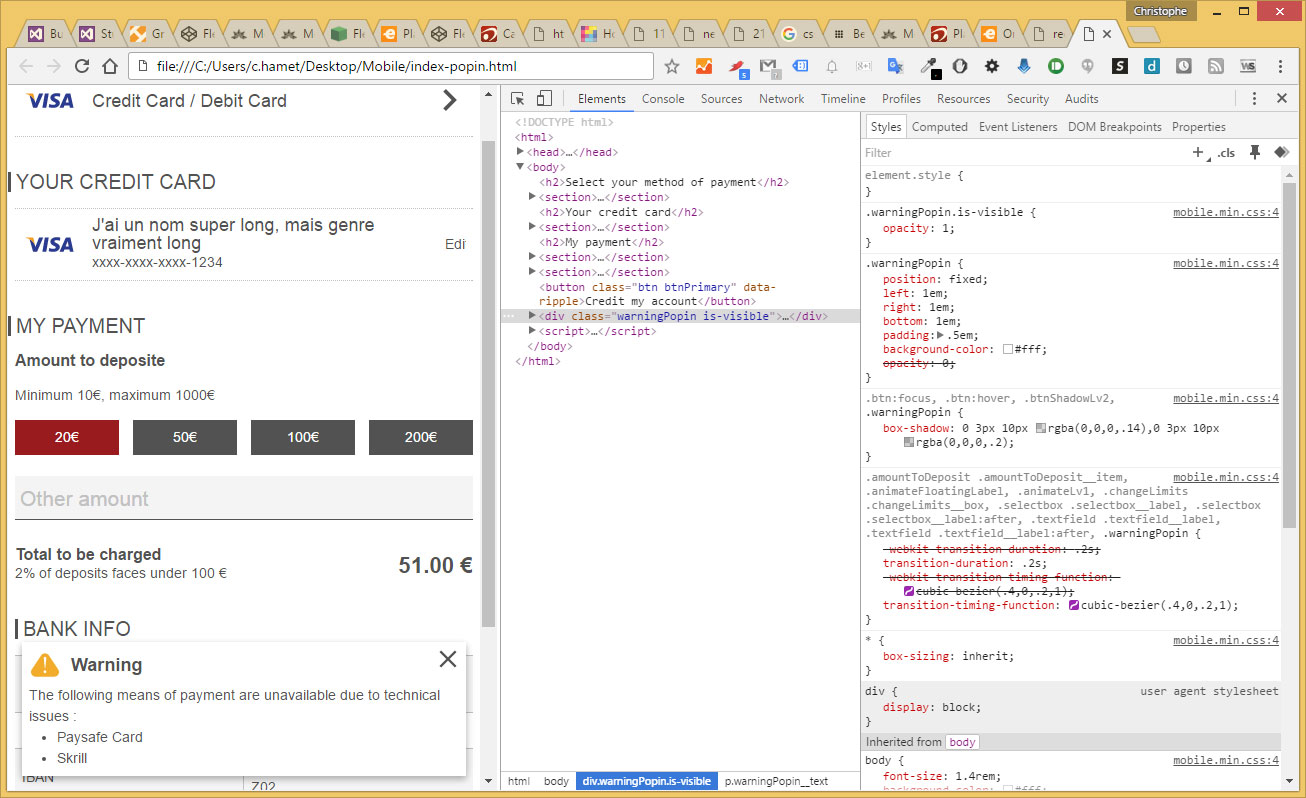 Christophe
Bu
St
Gr
Fle
M
M
Fle
Pl
Fle
Ca
ht
Ho
11
ne
21
cs
Be
M
Pl
O
re
file:///C:/Users/c.hamet/Desktop/Mobile/index-popin.html
VISA
Credit Card / Debit Card
YOUR CREDIT CARD
VISA
J'ai un nom super long, mais genre
vraiment long
xxxx-xxxx-xxxx-1234
Edi
MY PAYMENT
Amount to deposite
Minimum 10€, maximum 1000€
20€
50€
100€
200€
Other amount
Total to be charged
2% of deposits faces under 100 €
51.00 €
BANK INFO
Warning
The following means of payment are unavailable due to technical
issues :
• Paysafe Card
• Skrill
IBAN
Z02
Elements Console Sources Network Timeline Profiles Resources Security Audits
<!DOCTYPE html>
<html>
<head>…</head>
<body>
<h2>Select your method of payment</h2>
<section>…</section>
<h2>Your credit card</h2>
<section>…</section>
<h2>My payment</h2>
<section>…</section>
<section>…</section>
<button class="btn btnPrimary" data-
ripple>Credit my account</button>
<div class="warningPopin is-visible">…</div>
<script>…</script>
</body>
</html>
html body div.warningPopin.is-visible p.warningPopin__text
Styles Computed Event Listeners DOM Breakpoints Properties
Filter + .cls
element.style {
}
.warningPopin.is-visible { mobile.min.css:4
opacity: 1;
}
.warningPopin { mobile.min.css:4
position: fixed;
left: 1em;
right: 1em;
bottom: 1em;
padding: .5em;
background-color: #fff;
opacity: 0;
}
.btn:focus, .btn:hover, .btnShadowLv2, mobile.min.css:4
.warningPopin {
box-shadow: 0 3px 10px rgba(0,0,0,.14),0 3px 10px
rgba(0,0,0,.2);
}
.amountToDeposit .amountToDeposit__item, mobile.min.css:4
.animateFloatingLabel, .animateLv1, .changeLimits
.changeLimits__box, .selectbox .selectbox__label, .selectbox
.selectbox__label:after, .textfield .textfield__label,
.textfield .textfield__label:after, .warningPopin {
-webkit-transition-duration: .2s;
transition-duration: .2s;
-webkit-transition-timing-function:
cubic-bezier(.4,0,.2,1);
transition-timing-function: cubic-bezier(.4,0,.2,1);
}
* { mobile.min.css:4
box-sizing: inherit;
}
div { user agent stylesheet
display: block;
}
Inherited from body
body { mobile.min.css:4
font-size: 1.4rem;
background-color: #fff;